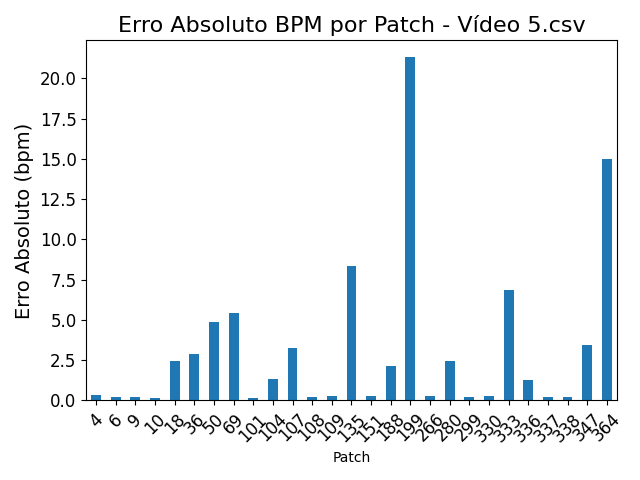 Erro Absoluto BPM por Patch - Vídeo 5.csv
Erro Absoluto (bpm)
20.0
17.5
15.0
12.5
10.0
7.5
5.0
2.5
0.0
4 6 9 10 18 36 50 69 101 104 107 108 109 135 151 188 199 266 280 299 330 333 336 337 338 347 364
Patch